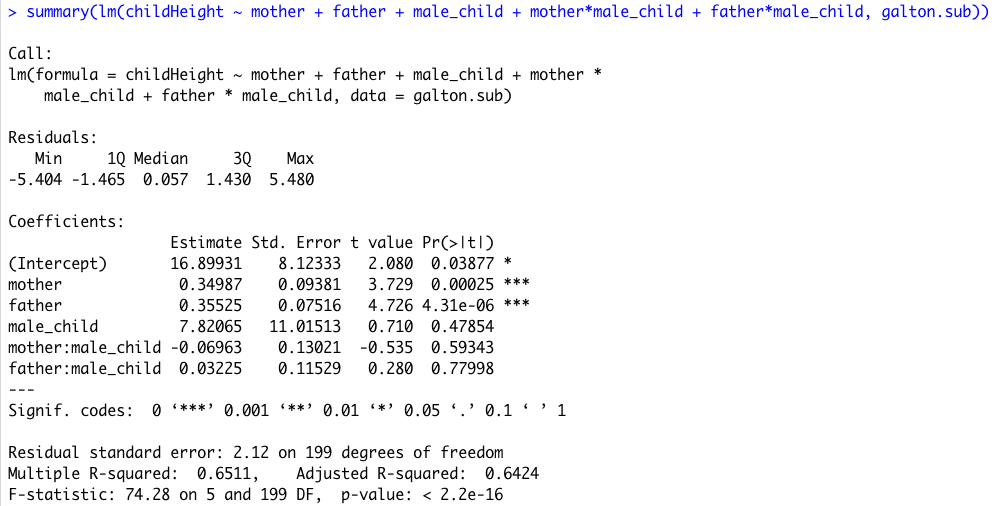 > summary(lm(childHeight ~ mother + father + male_child + mother*male_child + father*male_child, galton.sub))
Call:
lm(formula = childHeight ~ mother + father + male_child + mother *
    male_child + father * male_child, data = galton.sub)
Residuals:
   Min     1Q Median     3Q    Max
-5.404 -1.465  0.057  1.430  5.480
Coefficients:
                  Estimate Std. Error t value Pr(>|t|)
(Intercept)       16.89931    8.12333   2.080  0.03877 *
mother             0.34987    0.09381   3.729  0.00025 ***
father             0.35525    0.07516   4.726 4.31e-06 ***
male_child         7.82065   11.01513   0.710  0.47854
mother:male_child -0.06963    0.13021  -0.535  0.59343
father:male_child  0.03225    0.11529   0.280  0.77998
---
Signif. codes:  0 ‘***’ 0.001 ‘**’ 0.01 ‘*’ 0.05 ‘.’ 0.1 ‘ ’ 1
Residual standard error: 2.12 on 199 degrees of freedom
Multiple R-squared:  0.6511,    Adjusted R-squared:  0.6424
F-statistic: 74.28 on 5 and 199 DF,  p-value: < 2.2e-16